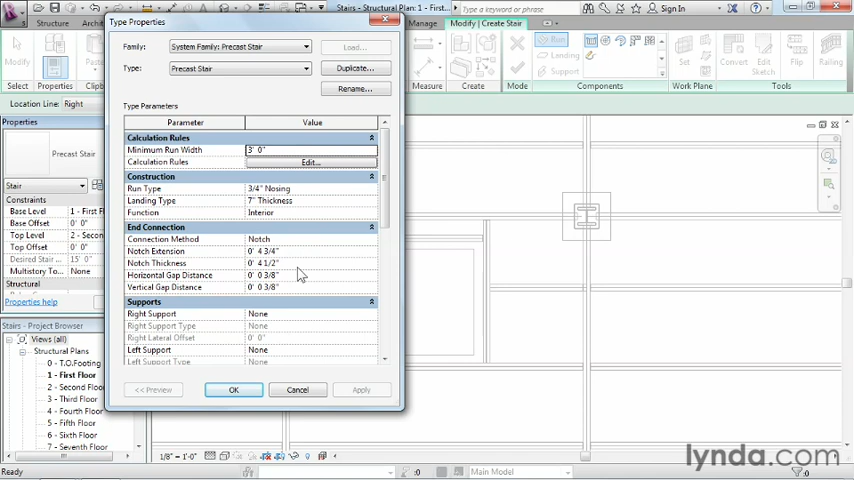 Stairs - Structural Plan: 1 - First...
Type a keyword or phrase
Sign In
Structure
Manage
Modify | Create Stair
Type Properties
Family:
System Family: Precast Stair
Load...
Type:
Precast Stair
Duplicate...
Rename...
Type Parameters
Parameter
Value
Calculation Rules
Minimum Run Width
3' 0"
Calculation Rules
Edit...
Construction
Run Type
3/4" Nosing
Landing Type
7" Thickness
Function
Interior
End Connection
Connection Method
Notch
Notch Extension
0' 4 3/4"
Notch Thickness
0' 4 1/2"
Horizontal Gap Distance
0' 0 3/8"
Vertical Gap Distance
0' 0 3/8"
Supports
Right Support
None
Right Support Type
Right Lateral Offset
0' 0"
Left Support
None
Left Support Type
<< Preview
OK
Cancel
Apply
Modify
Select
Properties
Location Line: Right
Properties
Precast Stair
Stair
Constraints
Base Level
1 - First F
Base Offset
0' 0"
Top Level
2 - Secon
Top Offset
0' 0"
Desired Stai...
15' 0"
Multistory To...
Structural
Properties help
Stairs - Project Browser
Views (all)
Structural Plans
0 - T.O.Footing
1 - First Floor
2 - Second Floor
3 - Third Floor
4 - Fourth Floor
5 - Fifth Floor
6 - Sixth Floor
7 - Seventh Floor
Measure
Create
Run
Landing
Support
Components
Work Plane
Convert
Edit
Sketch
Flip
Railing
Tools
1/8" = 1'-0"
Ready
:0
Main Model
:0
lynda.com